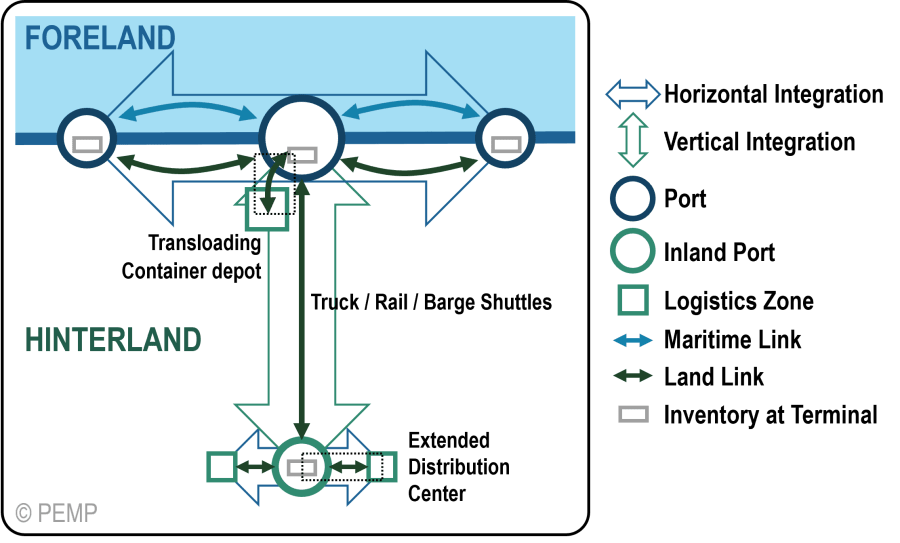 FORELAND
Transloading
Container depot
Truck / Rail / Barge Shuttles
HINTERLAND
Extended
Distribution
Center
© PEMP
Horizontal Integration
Vertical Integration
Port
Inland Port
Logistics Zone
Maritime Link
Land Link
Inventory at Terminal